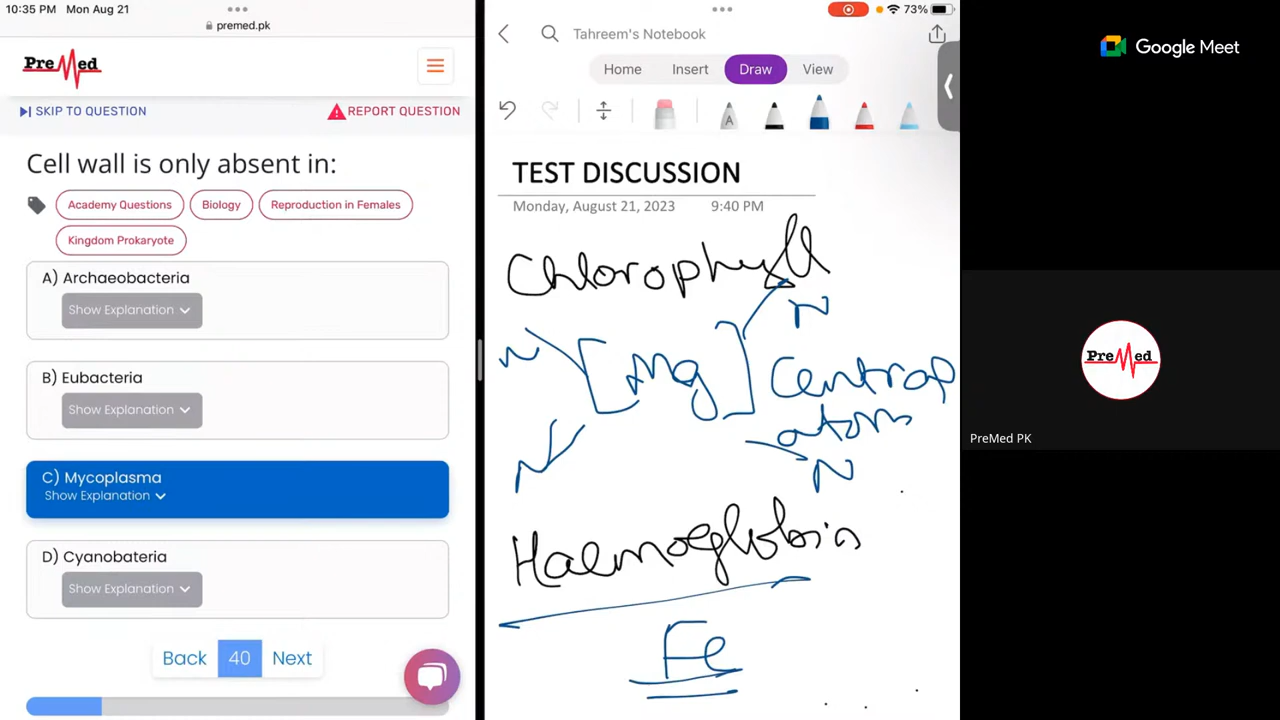 10:35 PM Mon Aug 21
premed.pk
PreMed
SKIP TO QUESTION
REPORT QUESTION
Cell wall is only absent in:
Academy Questions
Biology
Reproduction in Females
Kingdom Prokaryote
A) Archaeobacteria
Show Explanation
B) Eubacteria
Show Explanation
C) Mycoplasma
Show Explanation
D) Cyanobateria
Show Explanation
Back 40 Next
73%
Tahreem's Notebook
Home Insert Draw View
A
TEST DISCUSSION
Monday, August 21, 2023 9:40 PM
Chlorophyll
N
N [Mg] Central
atom
N N
Haemoglobin
Fe
Google Meet
PreMed
PreMed PK